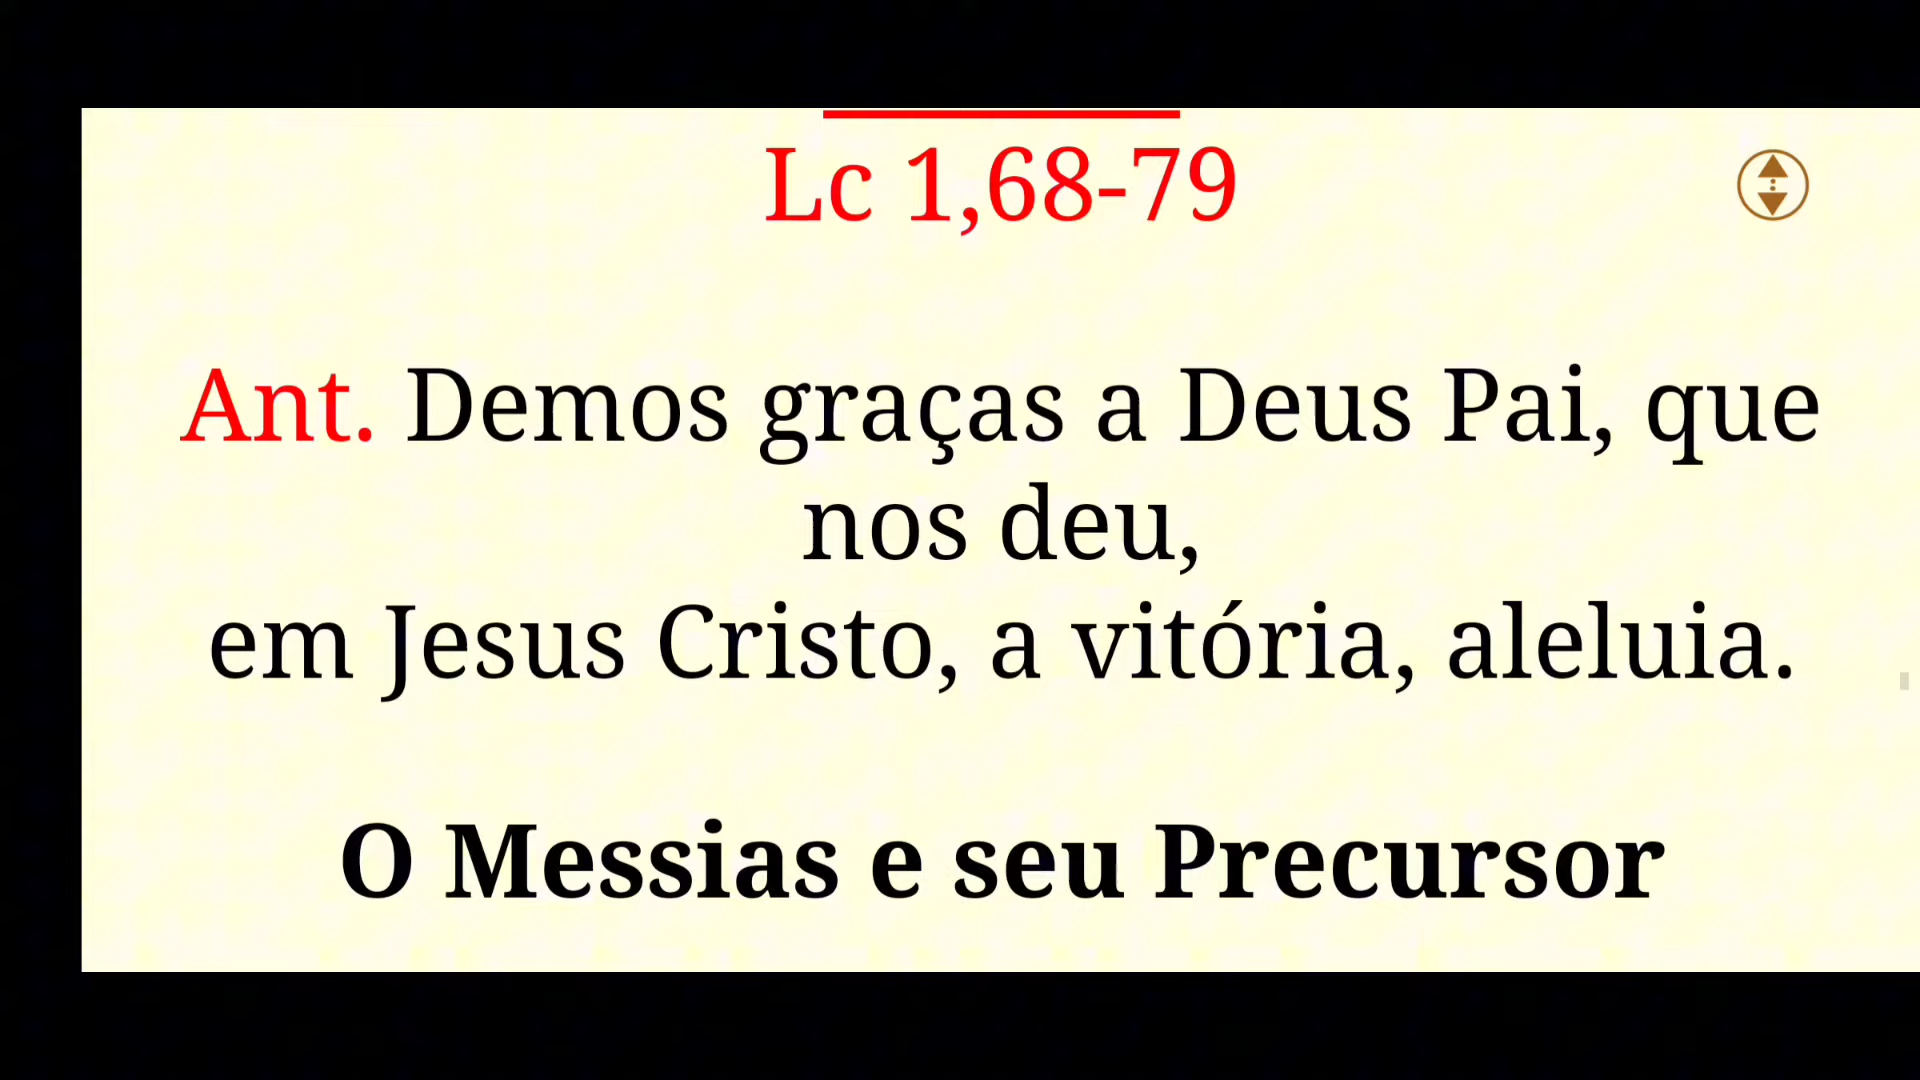 Lc 1,68-79
Ant. Demos graças a Deus Pai, que
nos deu,
em Jesus Cristo, a vitória, aleluia.
O Messias e seu Precursor